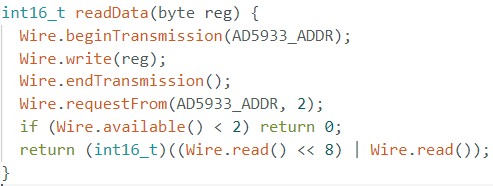 int16_t readData(byte reg) {
  Wire.beginTransmission(AD5933_ADDR);
  Wire.write(reg);
  Wire.endTransmission();
  Wire.requestFrom(AD5933_ADDR, 2);
  if (Wire.available() < 2) return 0;
  return (int16_t)((Wire.read() << 8) | Wire.read());
}